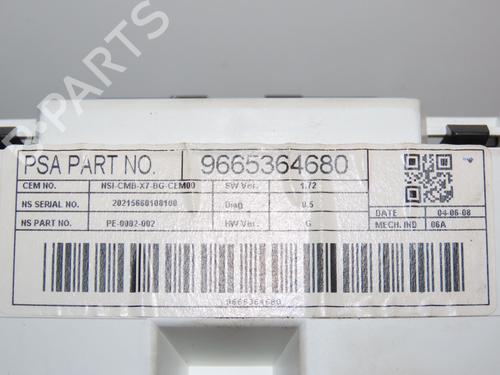 PSA PART NO. 9665364680
CEM NO. NSI-CMB-X7-BG-CEM00 SW Ver. 1.72
NS SERIAL NO. 20215660108100 Diag 0.5
NS PART NO. PE-0002-002 HW Ver. G
DATE 04-06-08
MECH. IND 06A
9665364680
B-PARTS